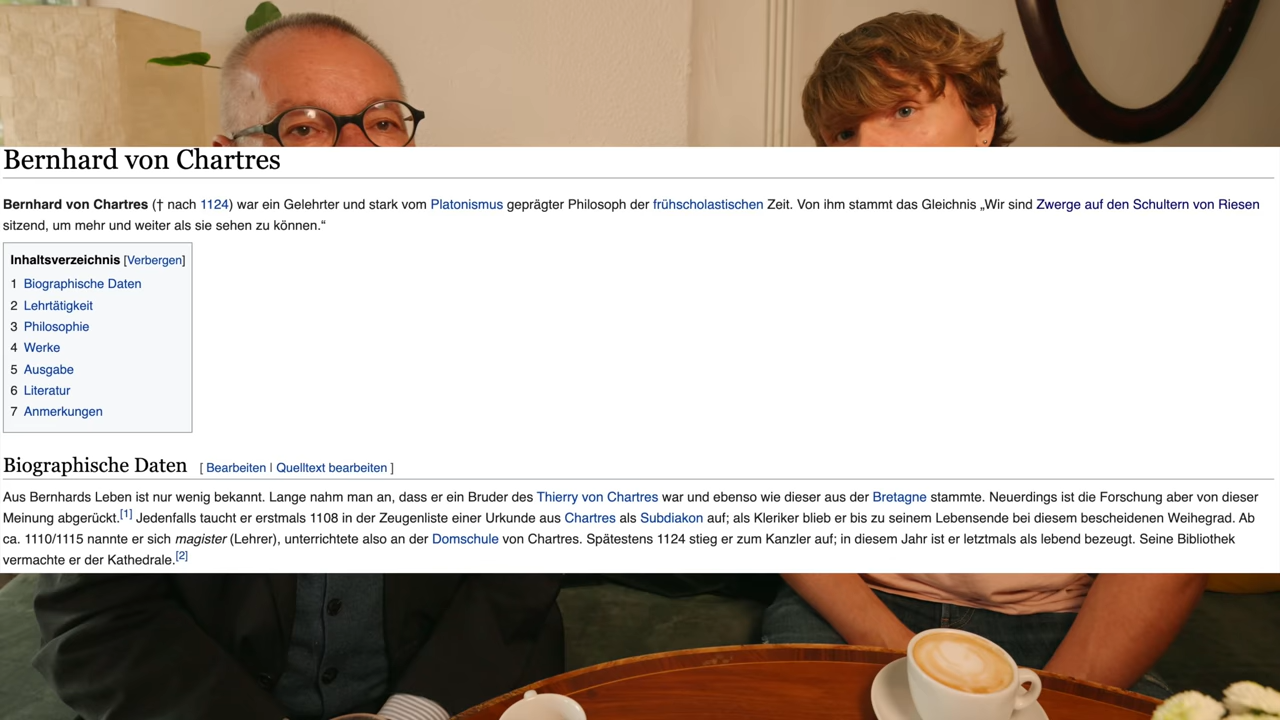 Bernhard von Chartres
Bernhard von Chartres († nach 1124) war ein Gelehrter und stark vom Platonismus geprägter Philosoph der frühscholastischen Zeit. Von ihm stammt das Gleichnis „Wir sind Zwerge auf den Schultern von Riesen
sitzend, um mehr und weiter als sie sehen zu können.“
Inhaltsverzeichnis [Verbergen]
1 Biographische Daten
2 Lehrtätigkeit
3 Philosophie
4 Werke
5 Ausgabe
6 Literatur
7 Anmerkungen
Biographische Daten [ Bearbeiten | Quelltext bearbeiten ]
Aus Bernhards Leben ist nur wenig bekannt. Lange nahm man an, dass er ein Bruder des Thierry von Chartres war und ebenso wie dieser aus der Bretagne stammte. Neuerdings ist die Forschung aber von dieser
Meinung abgerückt.[1] Jedenfalls taucht er erstmals 1108 in der Zeugenliste einer Urkunde aus Chartres als Subdiakon auf; als Kleriker blieb er bis zu seinem Lebensende bei diesem bescheidenen Weihegrad. Ab
ca. 1110/1115 nannte er sich magister (Lehrer), unterrichtete also an der Domschule von Chartres. Spätestens 1124 stieg er zum Kanzler auf; in diesem Jahr ist er letztmals als lebend bezeugt. Seine Bibliothek
vermachte er der Kathedrale.[2]